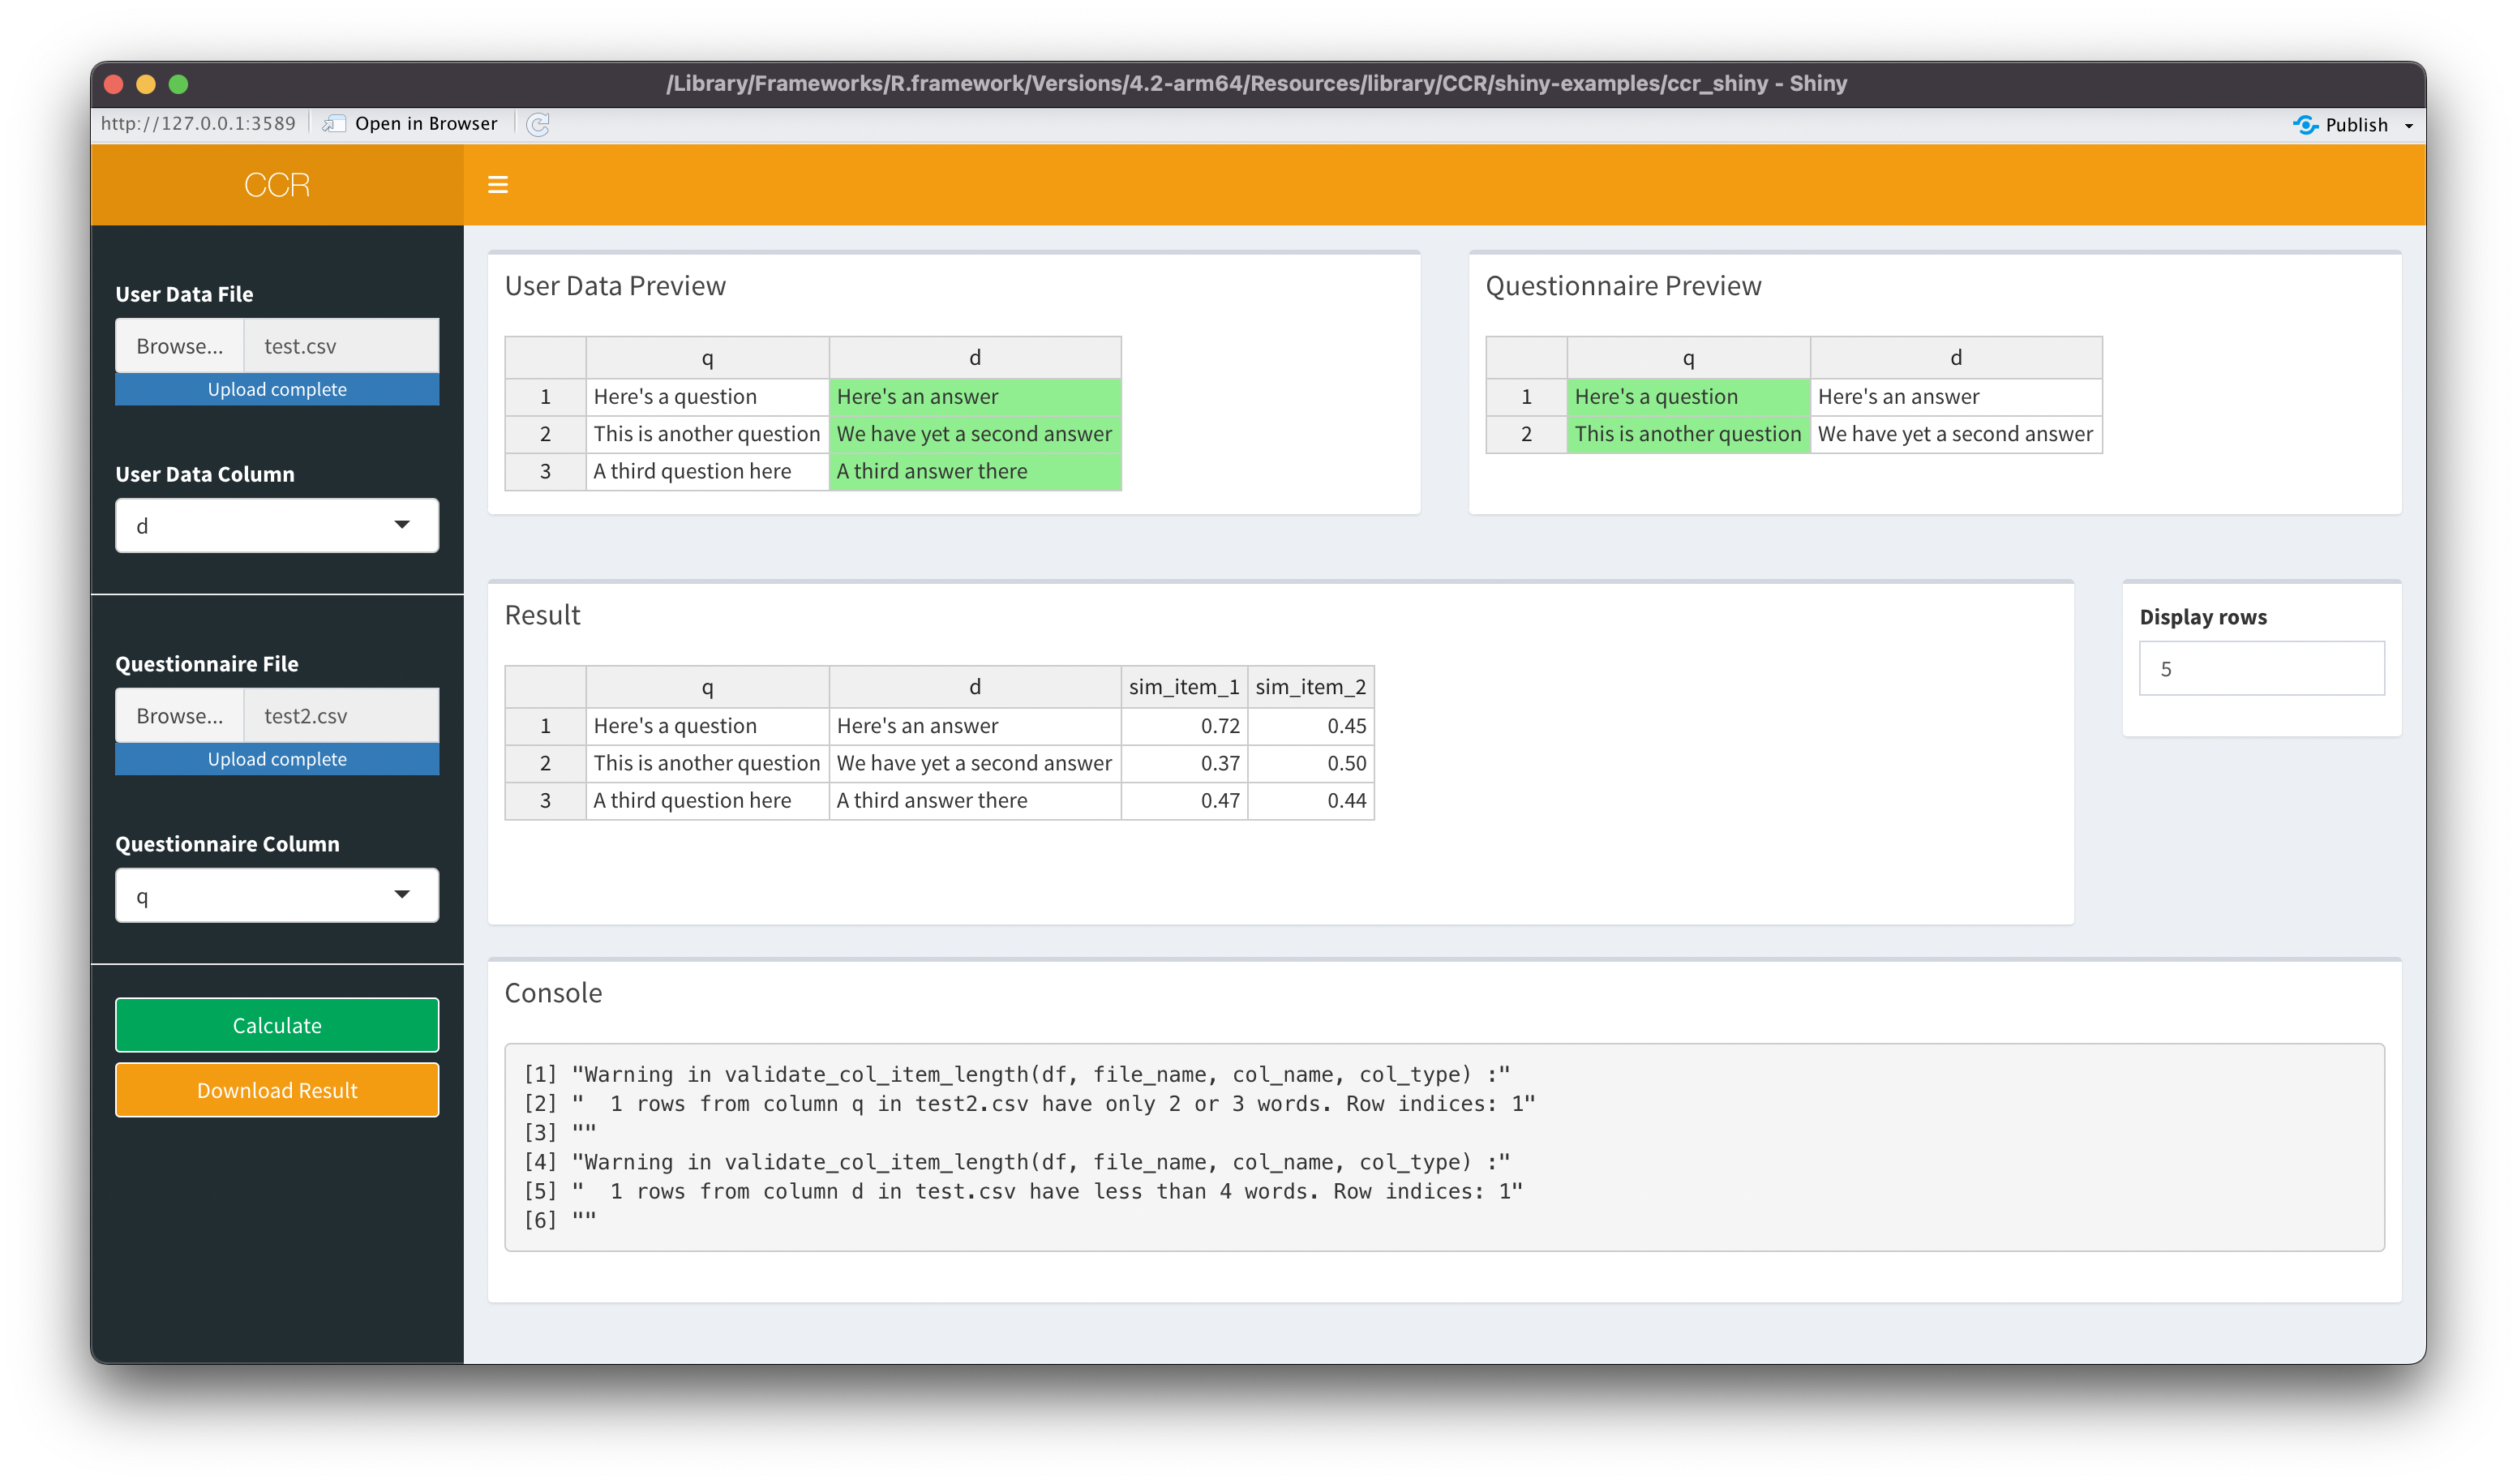 /Library/Frameworks/R.framework/Versions/4.2-arm64/Resources/library/CCR/shiny-examples/ccr_shiny - Shiny
http://127.0.0.1:3589 Open in Browser Publish
CCR
User Data File
Browse... test.csv
Upload complete
User Data Column
d
Questionnaire File
Browse... test2.csv
Upload complete
Questionnaire Column
q
Calculate
Download Result
User Data Preview
q d
1 Here's a question Here's an answer
2 This is another question We have yet a second answer
3 A third question here A third answer there
Questionnaire Preview
q d
1 Here's a question Here's an answer
2 This is another question We have yet a second answer
Result
q d sim_item_1 sim_item_2
1 Here's a question Here's an answer 0.72 0.45
2 This is another question We have yet a second answer 0.37 0.50
3 A third question here A third answer there 0.47 0.44
Display rows
5
Console
[1] "Warning in validate_col_item_length(df, file_name, col_name, col_type) :"
[2] "  1 rows from column q in test2.csv have only 2 or 3 words. Row indices: 1"
[3] ""
[4] "Warning in validate_col_item_length(df, file_name, col_name, col_type) :"
[5] "  1 rows from column d in test.csv have less than 4 words. Row indices: 1"
[6] ""